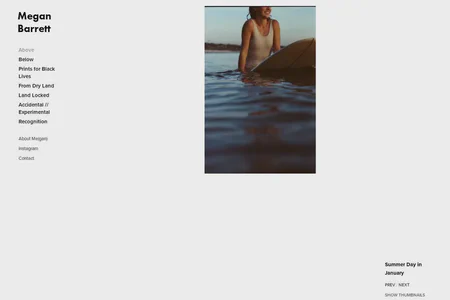 Megan
Barrett
Above
Below
Prints for Black
Lives
From Dry Land
Land Locked
Accidental //
Experimental
Recognition
About Megan
Instagram
Contact
Summer Day in
January
PREV NEXT
SHOW THUMBNAILS